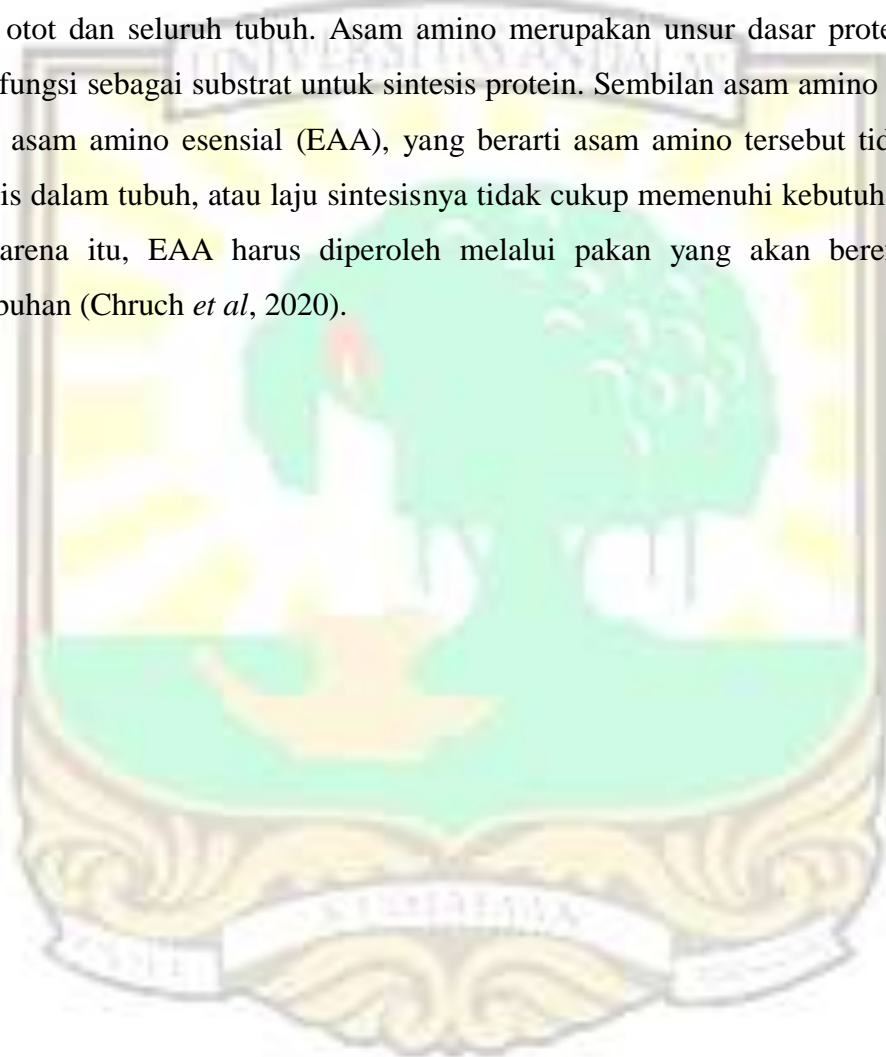 otot dan seluruh tubuh. Asam amino merupakan unsur dasar prote
fungsi sebagai substrat untuk sintesis protein. Sembilan asam amino
asam amino esensial (EAA), yang berarti asam amino tersebut tid
is dalam tubuh, atau laju sintesisnya tidak cukup memenuhi kebutuh
arena itu, EAA harus diperoleh melalui pakan yang akan bere
buhan (Chruch et al, 2020).